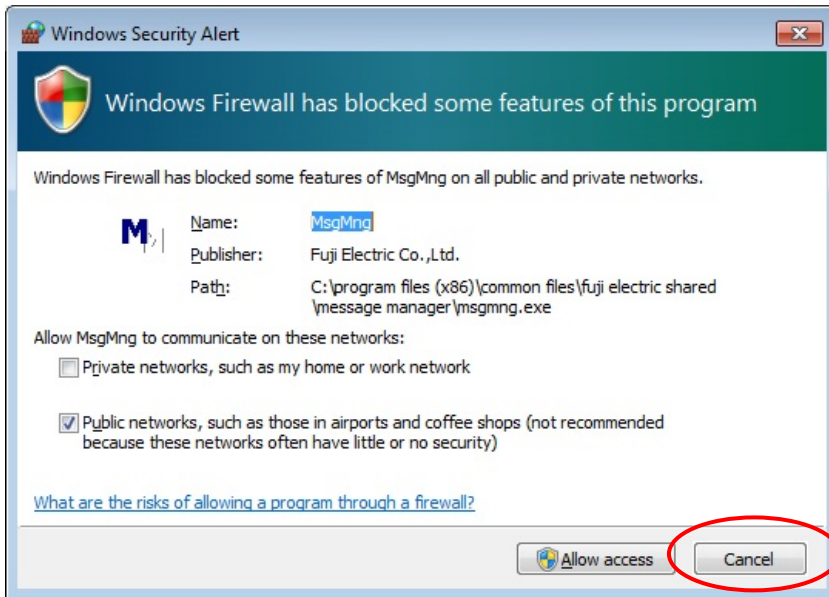 Windows Security Alert
Windows Firewall has blocked some features of this program
Windows Firewall has blocked some features of MsgMng on all public and private networks.
Name: MsgMng
Publisher: Fuji Electric Co.,Ltd.
Path: C:\program files (x86)\common files\fuji electric shared
\message manager\msgmng.exe
Allow MsgMng to communicate on these networks:
Private networks, such as my home or work network
Public networks, such as those in airports and coffee shops (not recommended
because these networks often have little or no security)
What are the risks of allowing a program through a firewall?
Allow access Cancel